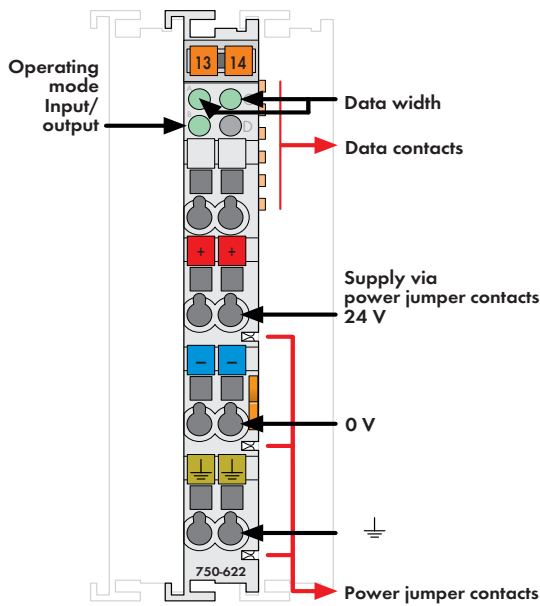 13 14
Operating
mode
Input/
output
A
C
B
D
Data width
Data contacts
+ +
Supply via
power jumper contacts
24 V
– –
0 V
750-622
Power jumper contacts